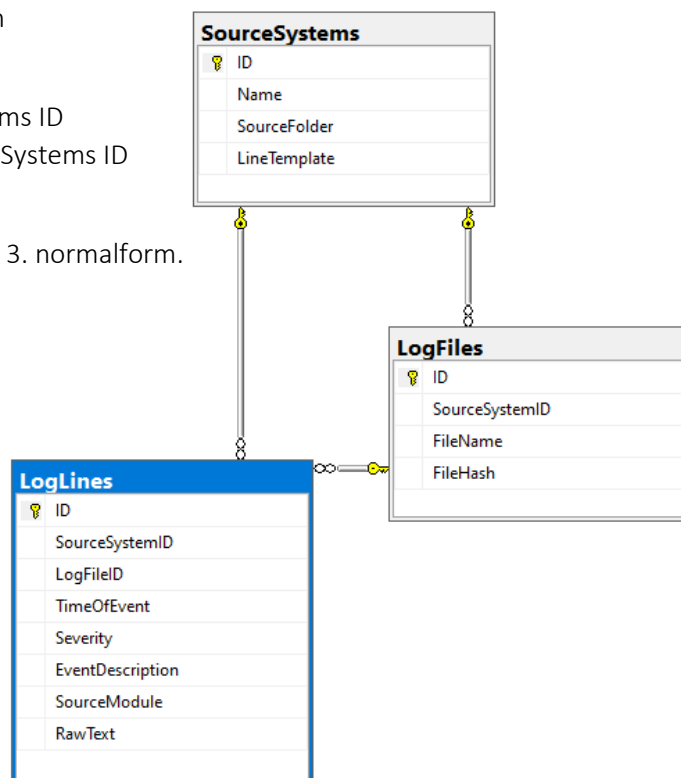 ms ID
Systems ID
3. normalform.
SourceSystems
ID
Name
SourceFolder
LineTemplate
LogFiles
ID
SourceSystemID
FileName
FileHash
LogLines
ID
SourceSystemID
LogFileID
TimeOfEvent
Severity
EventDescription
SourceModule
RawText